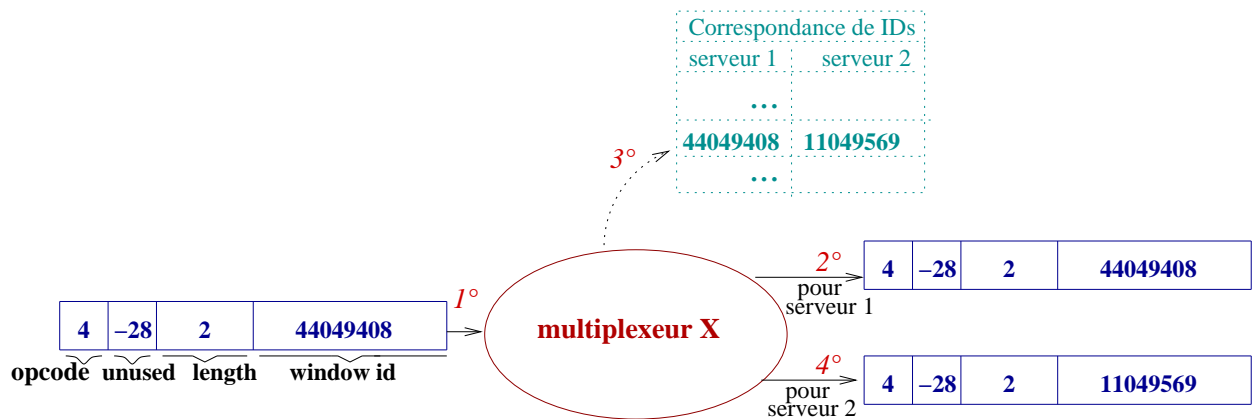 Correspondance de IDs
serveur 1 serveur 2
...
44049408 11049569
...
3°
1°
4 −28 2 44049408
opcode unused length window id
multiplexeur X
2°
pour
serveur 1
4 −28 2 44049408
4°
pour
serveur 2
4 −28 2 11049569